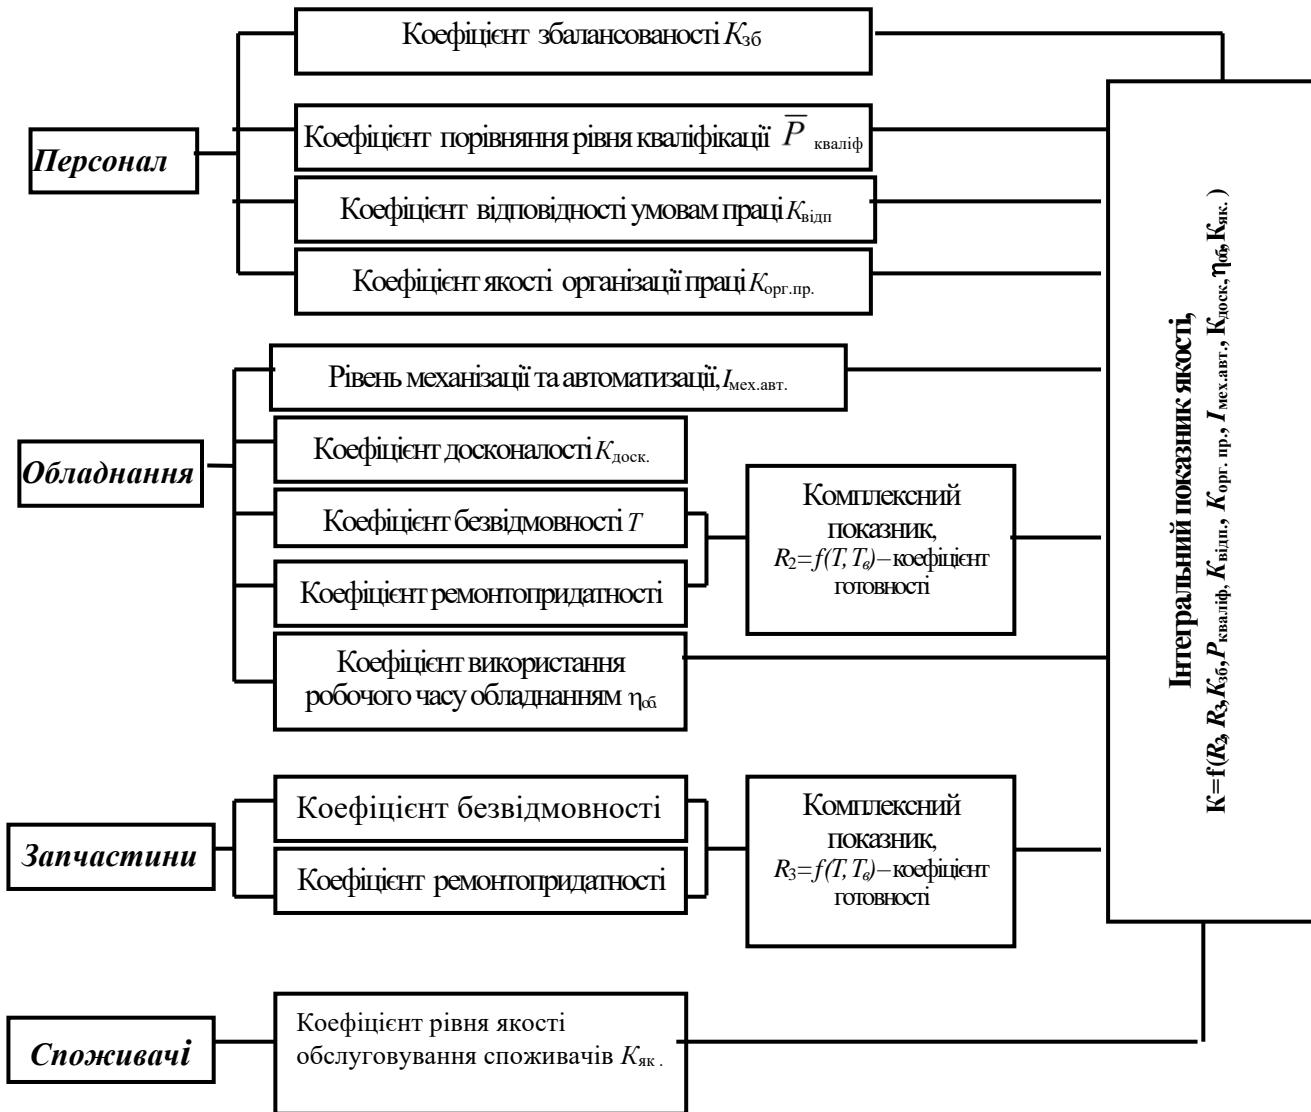 Коефіцієнт збалансованості Kзб
Персонал
Коефіцієнт порівняння рівня кваліфікації P̅ кваліф
Коефіцієнт відповідності умовам праці Kвідп
Коефіцієнт якості організації праці Kорг.пр.
Рівень механізації та автоматизації, Iмех.авт.
Обладнання
Коефіцієнт досконалості Kдоск.
Коефіцієнт безвідмовності T
Коефіцієнт ремонтопридатності
Комплексний
показник,
R2=f(T, Tв)–коефіцієнт
готовності
Коефіцієнт використання
робочого часу обладнанням ηоб.
Запчастини
Коефіцієнт безвідмовності
Коефіцієнт ремонтопридатності
Комплексний
показник,
R3=f(T, Tв)–коефіцієнт
готовності
Споживачі
Коефіцієнт рівня якості
обслуговування споживачів Kяк .
Інтегральний показник якості,
K=f(R2, R3, Kзб, Pкваліф, Kвідп., Kорг. пр., I мех.авт., Kдоск, ηоб, Kяк. )